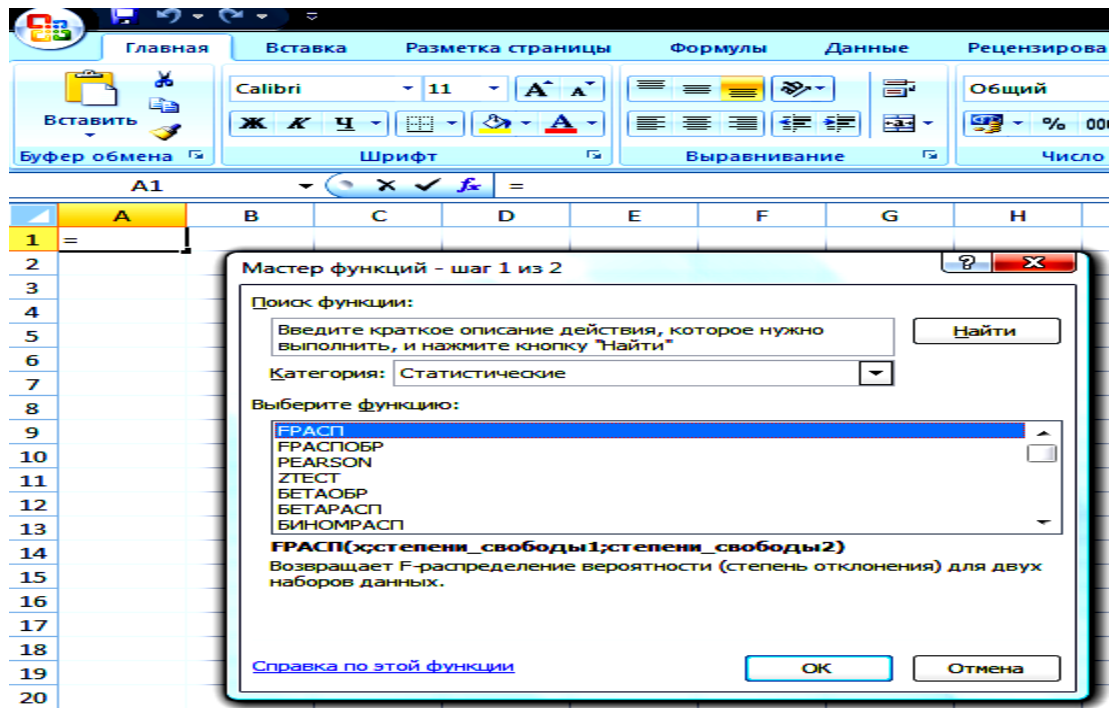 Главная Вставка Разметка страницы Формулы Данные Рецензирова
Calibri 11 A A Общий
Вставить Ж К Ч % 000
Буфер обмена Шрифт Выравнивание Число
A1 fx =
A B C D E F G H
1 =
2
Мастер функций - шаг 1 из 2
3
Поиск функции:
4
5
Введите краткое описание действия, которое нужно
выполнить, и нажмите кнопку "Найти"
Найти
6
7
Категория: Статистические
8
Выберите функцию:
9
FРАСП
10
FРАСПОБР
PEARSON
11
ZТЕСТ
БЕТАОБР
12
БЕТАРАСП
13
БИНОМРАСП
14
FРАСП(x;степени_свободы1;степени_свободы2)
15
Возвращает F-распределение вероятности (степень отклонения) для двух
наборов данных.
16
17
18
19
Справка по этой функции
ОК Отмена
20